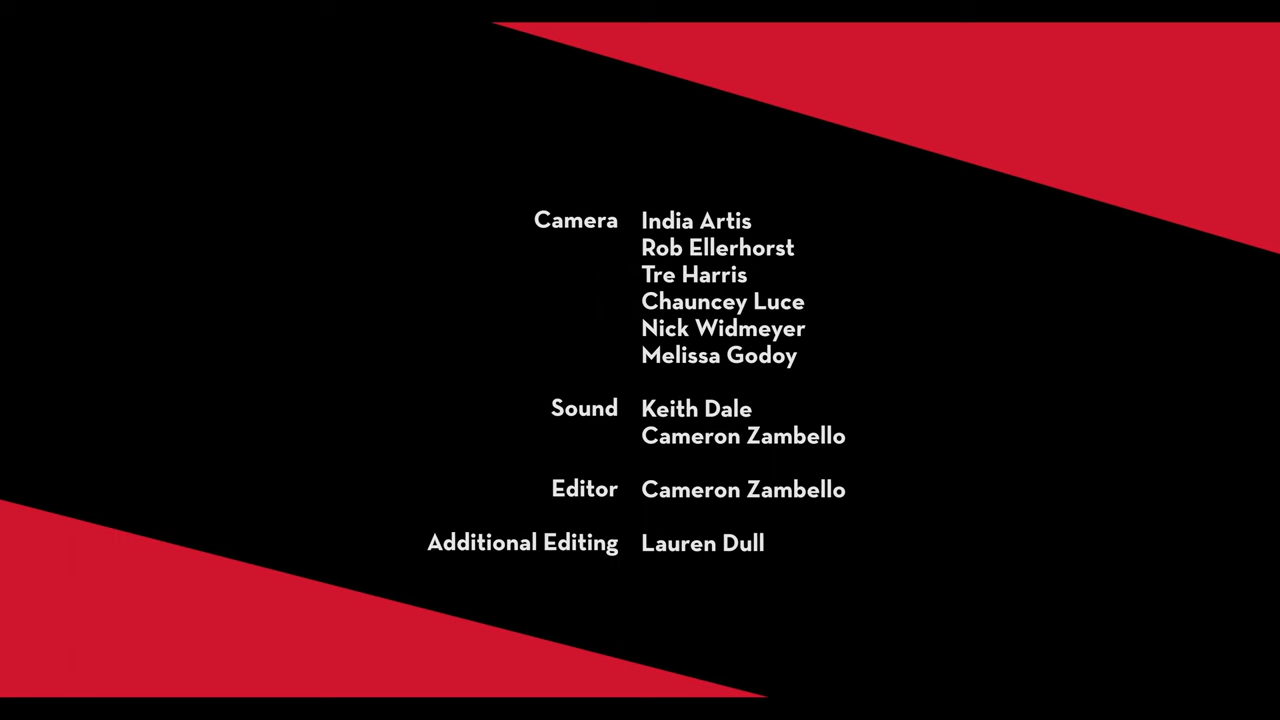 Camera India Artis
Rob Ellerhorst
Tre Harris
Chauncey Luce
Nick Widmeyer
Melissa Godoy
Sound Keith Dale
Cameron Zambello
Editor Cameron Zambello
Additional Editing Lauren Dull